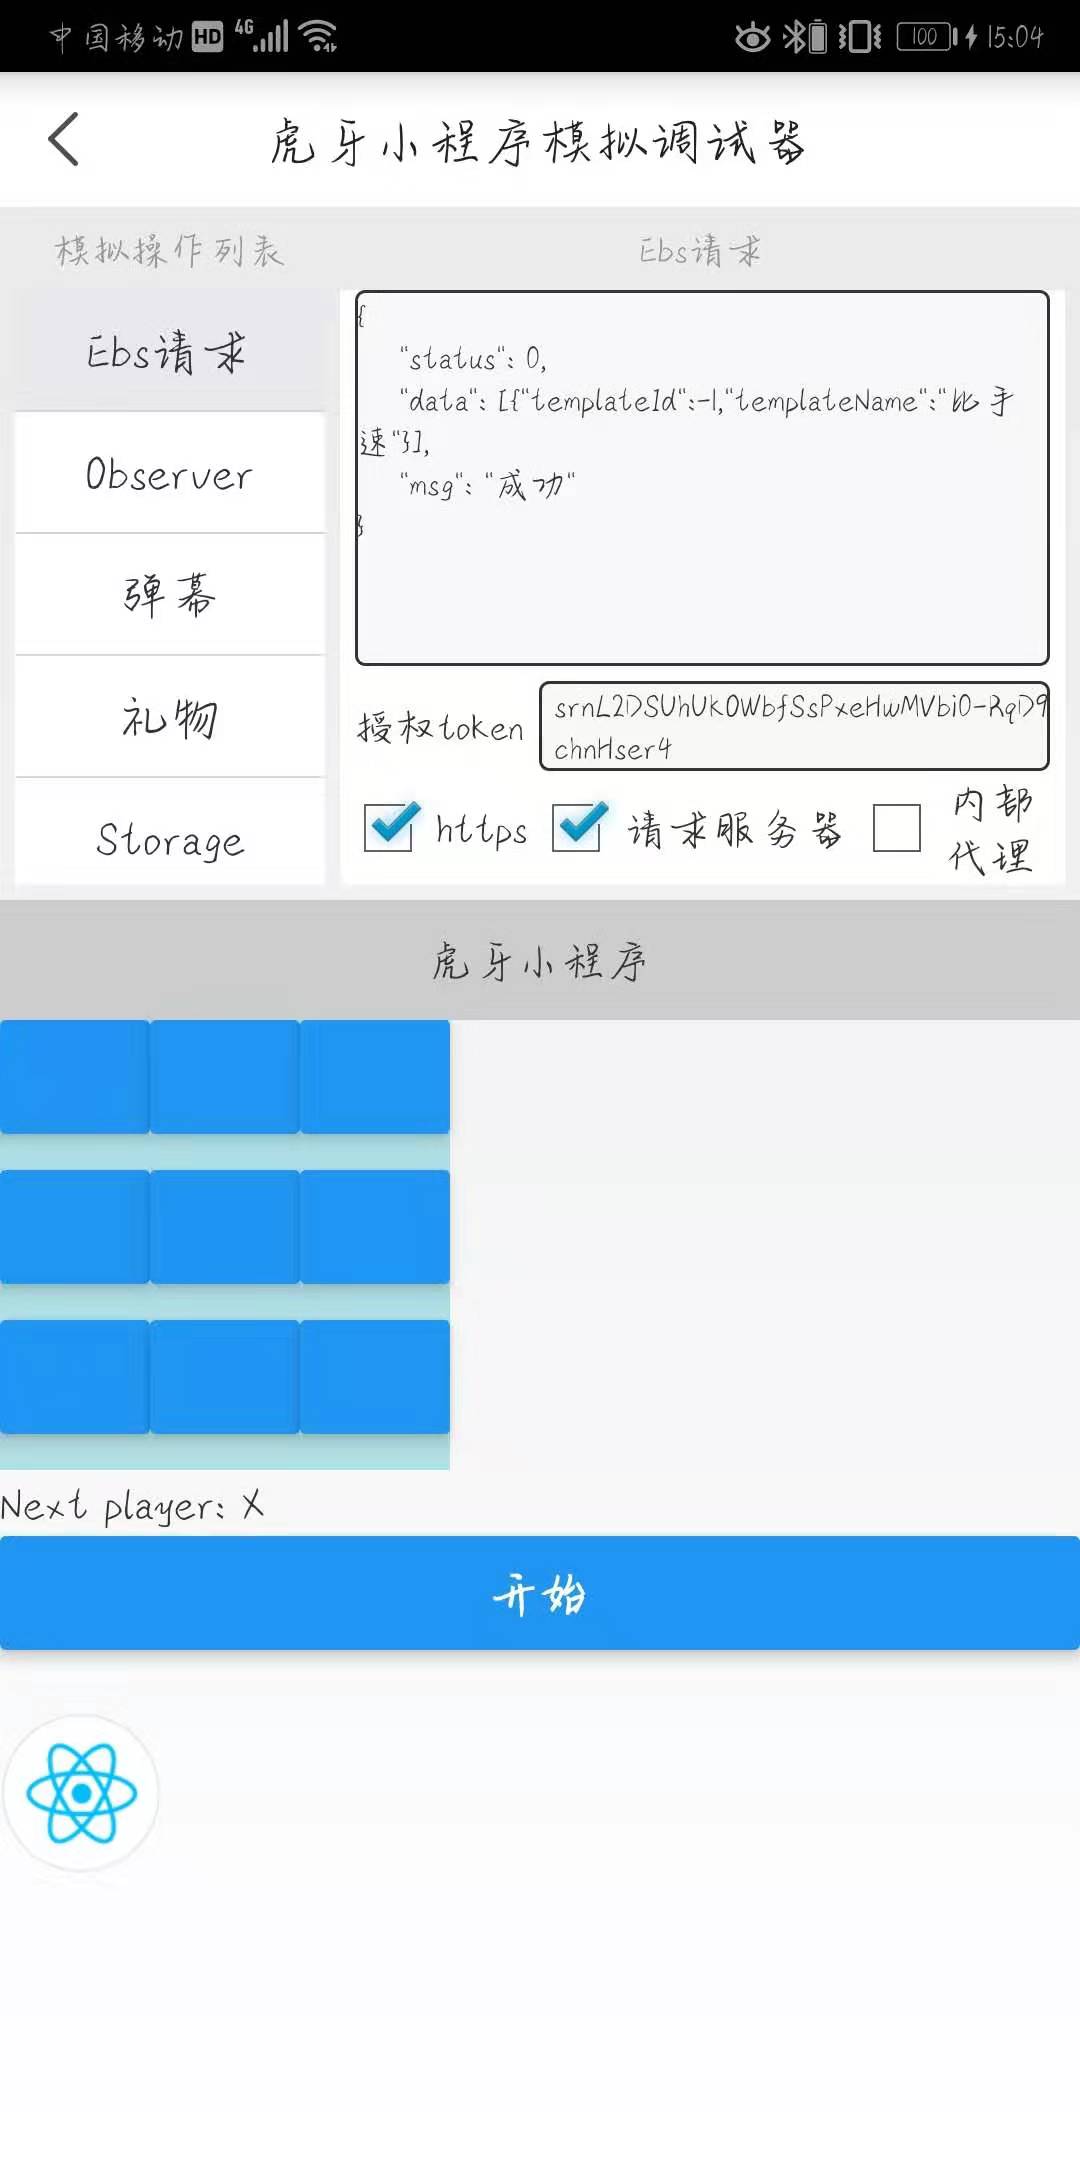 中国移动 HD 4G 100 15:04
虎牙小程序模拟调试器
模拟操作列表
Ebs请求
Ebs请求
Observer
弹幕
礼物
Storage
{
"status": 0,
"data": [{"templateId":-1,"templateName":"比手
速"}],
"msg": "成功"
}
授权token
srnL2DSUhUk0WbfSsPxeHwMVbi0-RqD9
chnHser4
https
请求服务器
内部
代理
虎牙小程序
Next player: X
开始